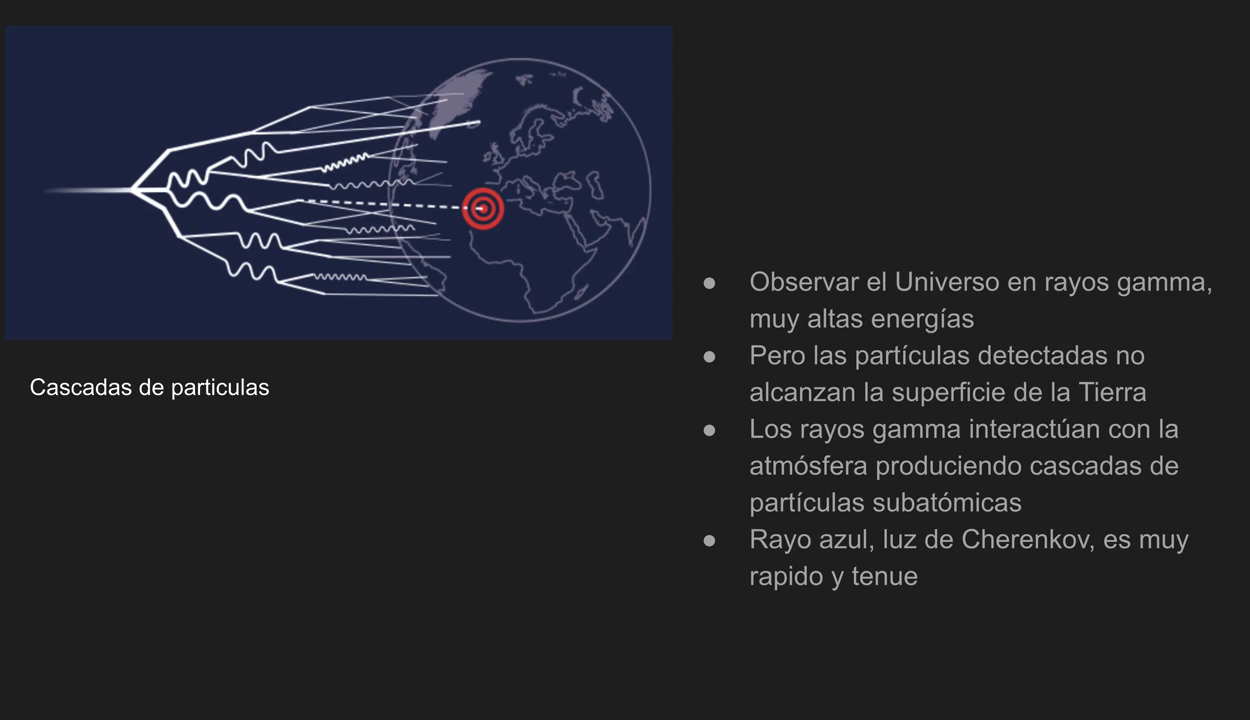 Cascadas de particulas
● Observar el Universo en rayos gamma,
muy altas energías
● Pero las partículas detectadas no
alcanzan la superficie de la Tierra
● Los rayos gamma interactúan con la
atmósfera produciendo cascadas de
partículas subatómicas
● Rayo azul, luz de Cherenkov, es muy
rapido y tenue